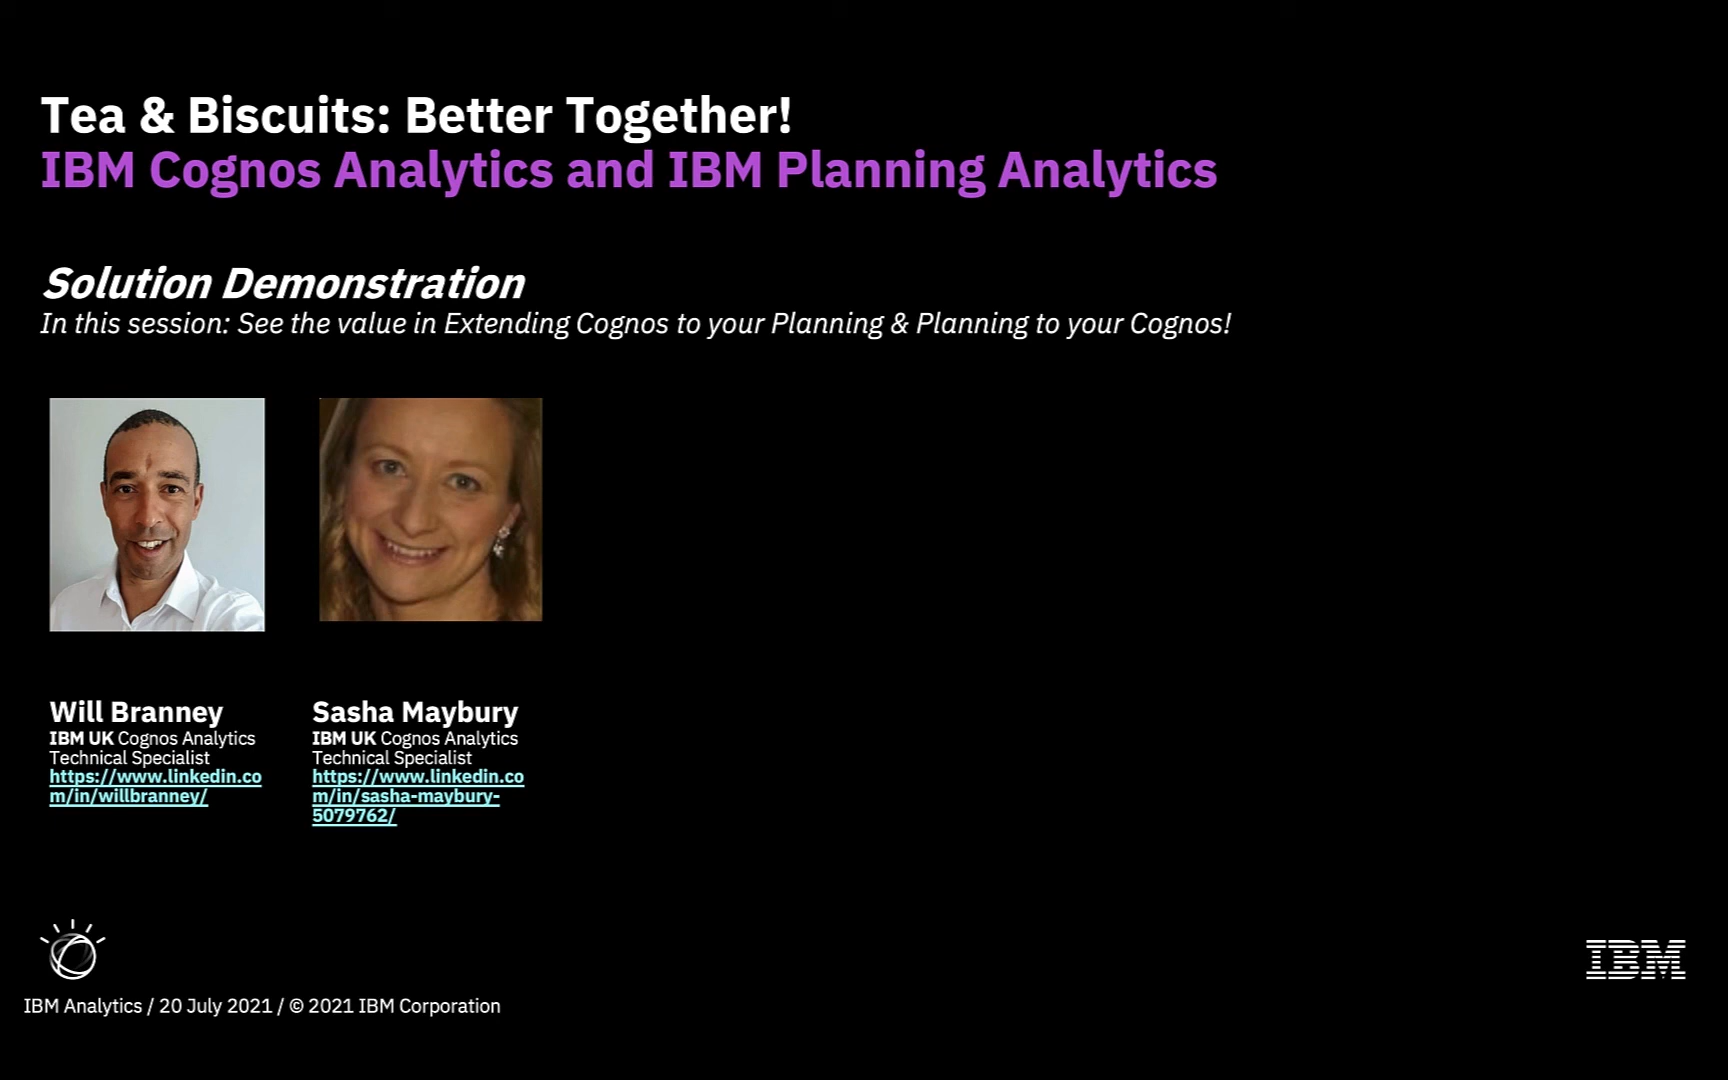 Tea & Biscuits: Better Together!
IBM Cognos Analytics and IBM Planning Analytics
Solution Demonstration
In this session: See the value in Extending Cognos to your Planning & Planning to your Cognos!
Will Branney
IBM UK Cognos Analytics
Technical Specialist
https://www.linkedin.co
m/in/willbranney/
Sasha Maybury
IBM UK Cognos Analytics
Technical Specialist
https://www.linkedin.co
m/in/sasha-maybury-
5079762/
IBM
IBM Analytics / 20 July 2021 / © 2021 IBM Corporation